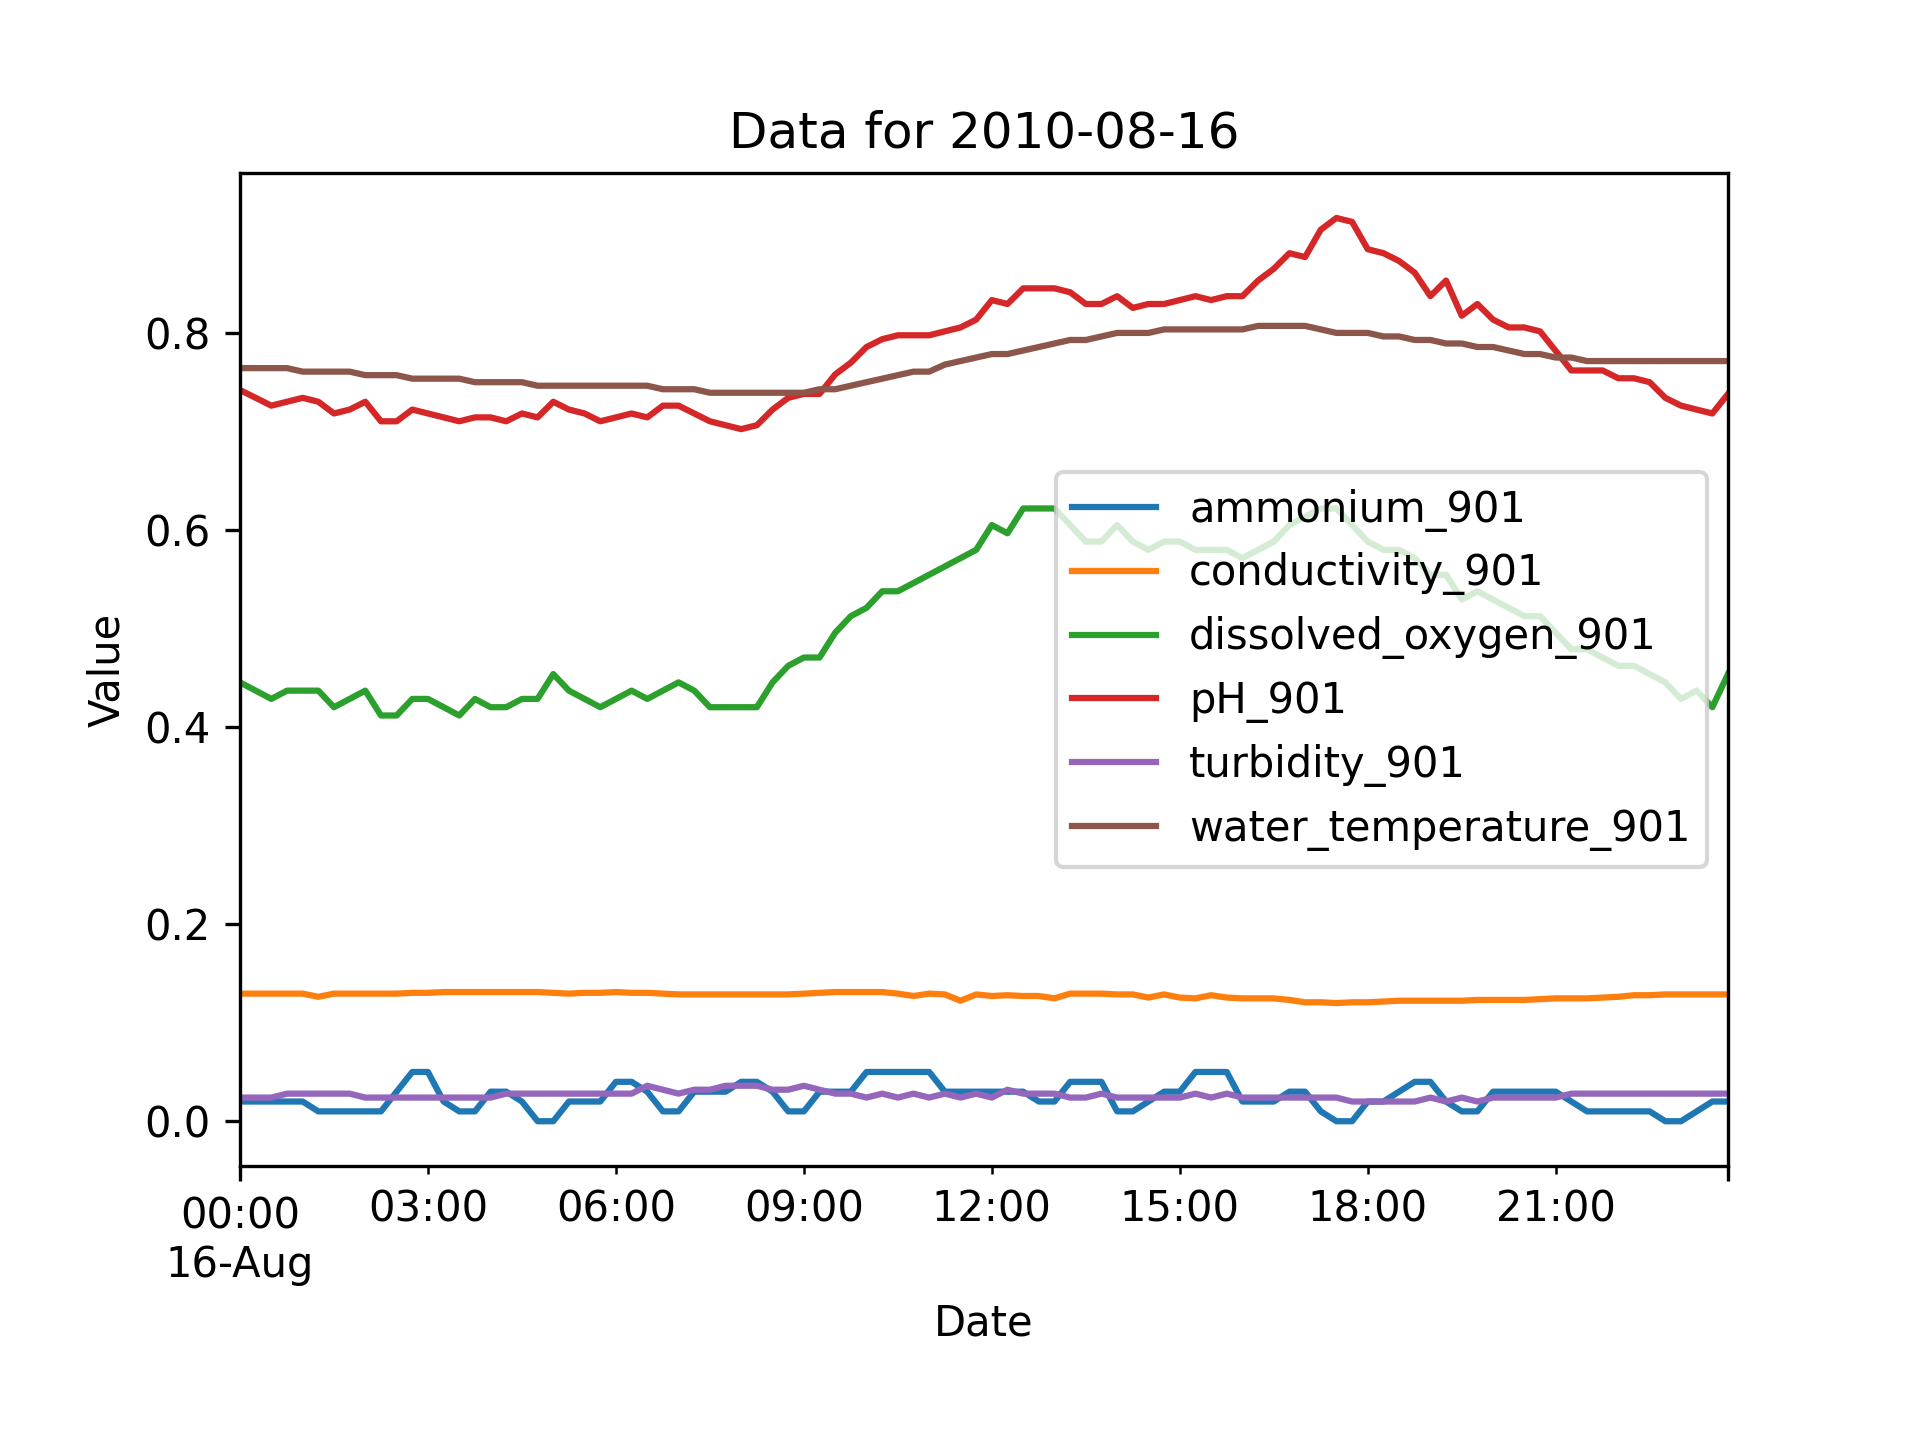 Data for 2010-08-16
Value
0.8
0.6
0.4
0.2
0.0
ammonium_901
conductivity_901
dissolved_oxygen_901
pH_901
turbidity_901
water_temperature_901
00:00 03:00 06:00 09:00 12:00 15:00 18:00 21:00
16-Aug
Date